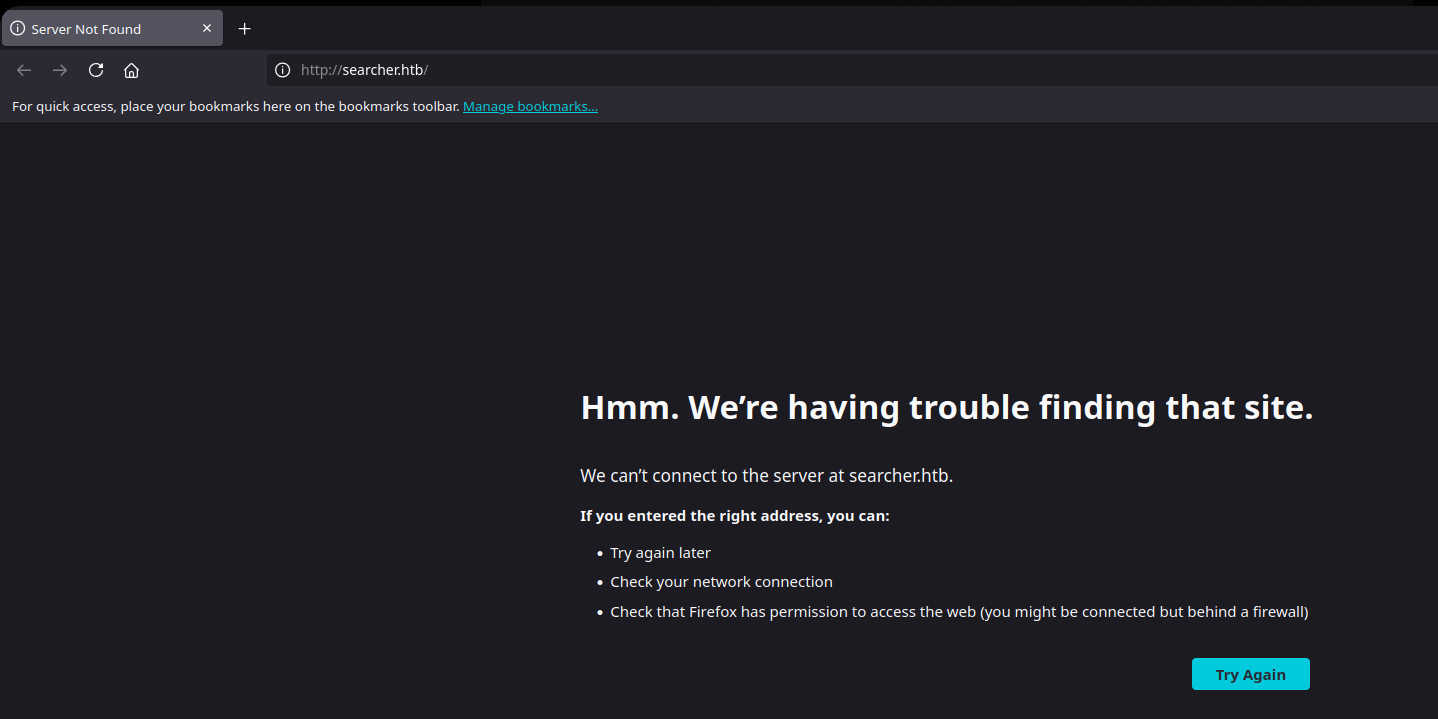 Server Not Found
http://searcher.htb/
For quick access, place your bookmarks here on the bookmarks toolbar. Manage bookmarks...
Hmm. We’re having trouble finding that site.
We can’t connect to the server at searcher.htb.
If you entered the right address, you can:
• Try again later
• Check your network connection
• Check that Firefox has permission to access the web (you might be connected but behind a firewall)
Try Again